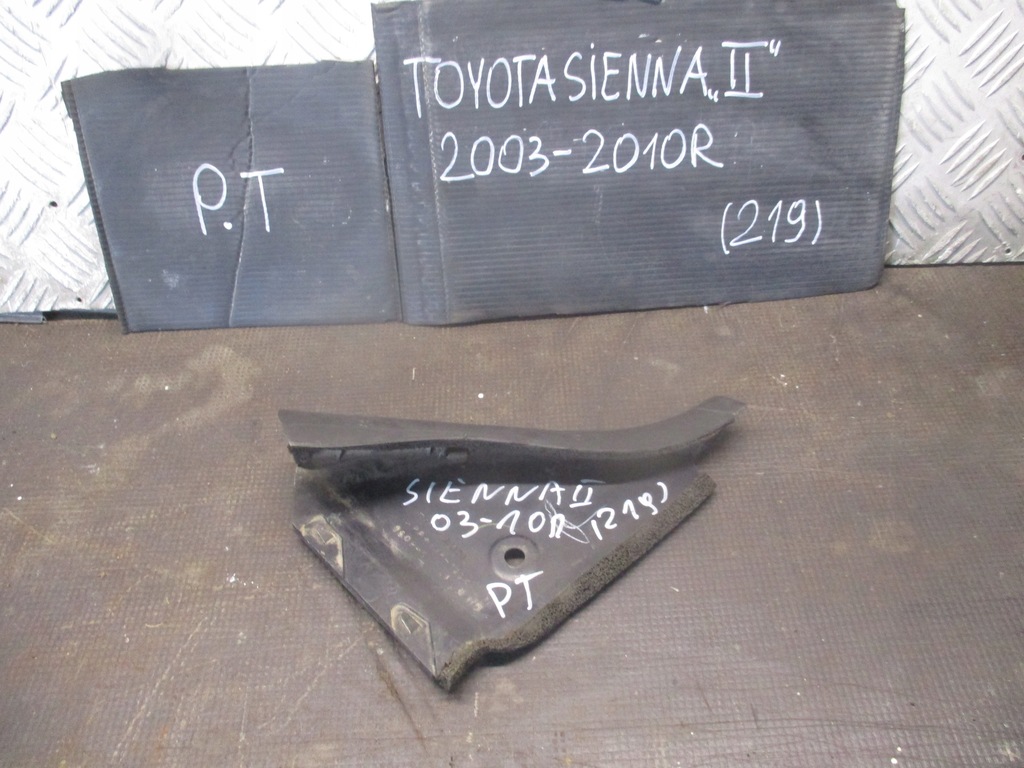 P.T
TOYOTA SIENNA „II"
2003-2010R
(219)
SIENNA II
03-10R (219)
PT